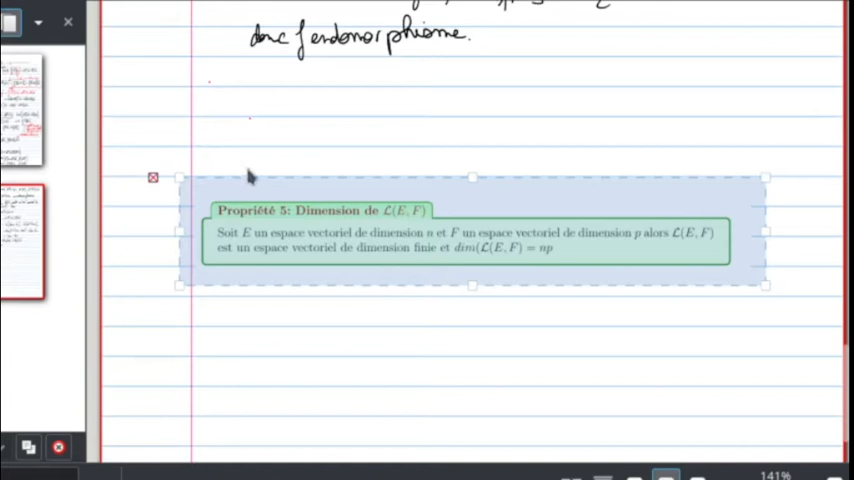 donc f endomorphisme.
Propriété 5: Dimension de ℒ(E, F)
Soit E un espace vectoriel de dimension n et F un espace vectoriel de dimension p alors ℒ(E, F)
est un espace vectoriel de dimension finie et dim(ℒ(E, F) = np
141%